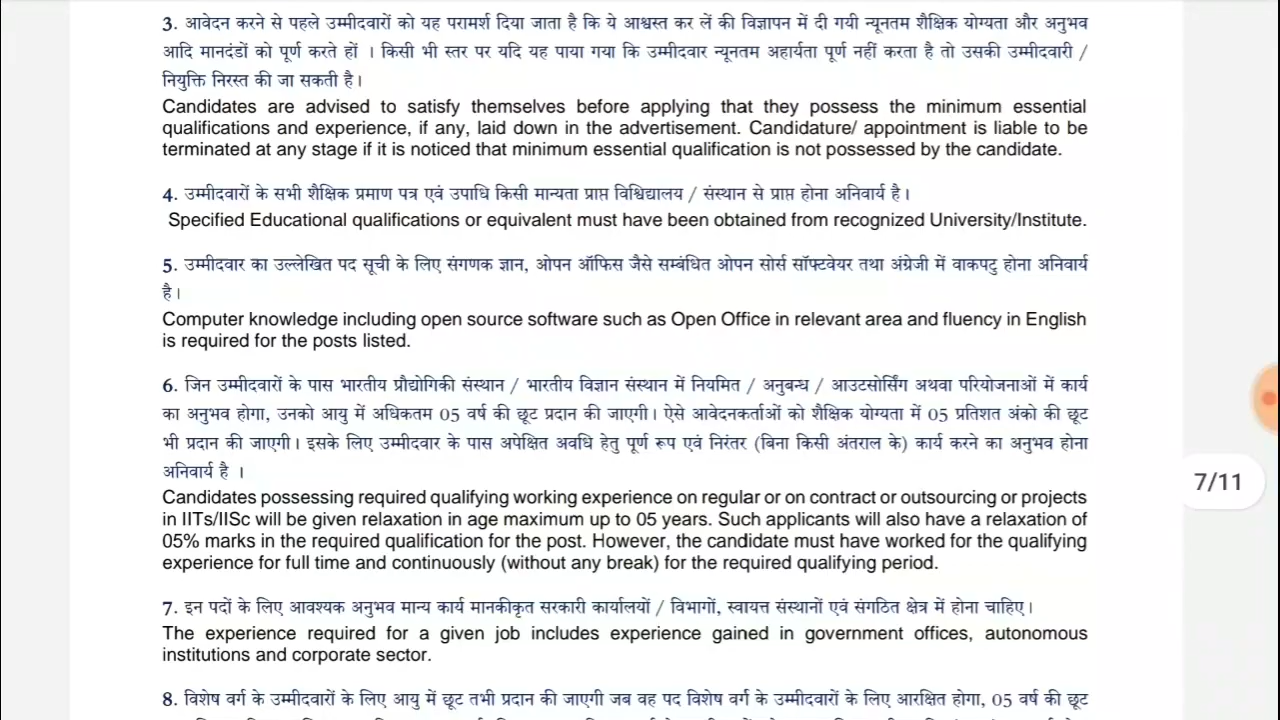 3. आवेदन करने से पहले उम्मीदवारों को यह परामर्श दिया जाता है कि ये आश्वस्त कर लें की विज्ञापन में दी गयी न्यूनतम शैक्षिक योग्यता और अनुभव
आदि मानदंडों को पूर्ण करते हों । किसी भी स्तर पर यदि यह पाया गया कि उम्मीदवार न्यूनतम अहार्यता पूर्ण नहीं करता है तो उसकी उम्मीदवारी /
नियुक्ति निरस्त की जा सकती है।
Candidates are advised to satisfy themselves before applying that they possess the minimum essential
qualifications and experience, if any, laid down in the advertisement. Candidature/ appointment is liable to be
terminated at any stage if it is noticed that minimum essential qualification is not possessed by the candidate.
4. उम्मीदवारों के सभी शैक्षिक प्रमाण पत्र एवं उपाधि किसी मान्यता प्राप्त विश्विद्यालय / संस्थान से प्राप्त होना अनिवार्य है।
Specified Educational qualifications or equivalent must have been obtained from recognized University/Institute.
5. उम्मीदवार का उल्लेखित पद सूची के लिए संगणक ज्ञान, ओपन ऑफिस जैसे सम्बंधित ओपन सोर्स सॉफ्टवेयर तथा अंग्रेजी में वाकपटु होना अनिवार्य
है।
Computer knowledge including open source software such as Open Office in relevant area and fluency in English
is required for the posts listed.
6. जिन उम्मीदवारों के पास भारतीय प्रौद्योगिकी संस्थान / भारतीय विज्ञान संस्थान में नियमित / अनुबन्ध / आउटसोर्सिंग अथवा परियोजनाओं में कार्य
का अनुभव होगा, उनको आयु में अधिकतम 05 वर्ष की छूट प्रदान की जाएगी। ऐसे आवेदनकर्ताओं को शैक्षिक योग्यता में 05 प्रतिशत अंको की छूट
भी प्रदान की जाएगी। इसके लिए उम्मीदवार के पास अपेक्षित अवधि हेतु पूर्ण रूप एवं निरंतर (बिना किसी अंतराल के) कार्य करने का अनुभव होना
अनिवार्य है ।
Candidates possessing required qualifying working experience on regular or on contract or outsourcing or projects
in IITs/IISc will be given relaxation in age maximum up to 05 years. Such applicants will also have a relaxation of
05% marks in the required qualification for the post. However, the candidate must have worked for the qualifying
experience for full time and continuously (without any break) for the required qualifying period.
7/11
7. इन पदों के लिए आवश्यक अनुभव मान्य कार्य मानकीकृत सरकारी कार्यालयों / विभागों, स्वायत्त संस्थानों एवं संगठित क्षेत्र में होना चाहिए।
The experience required for a given job includes experience gained in government offices, autonomous
institutions and corporate sector.
8. विशेष वर्ग के उम्मीदवारों के लिए आयु में छूट तभी प्रदान की जाएगी जब वह पद विशेष वर्ग के उम्मीदवारों के लिए आरक्षित होगा, 05 वर्ष की छूट